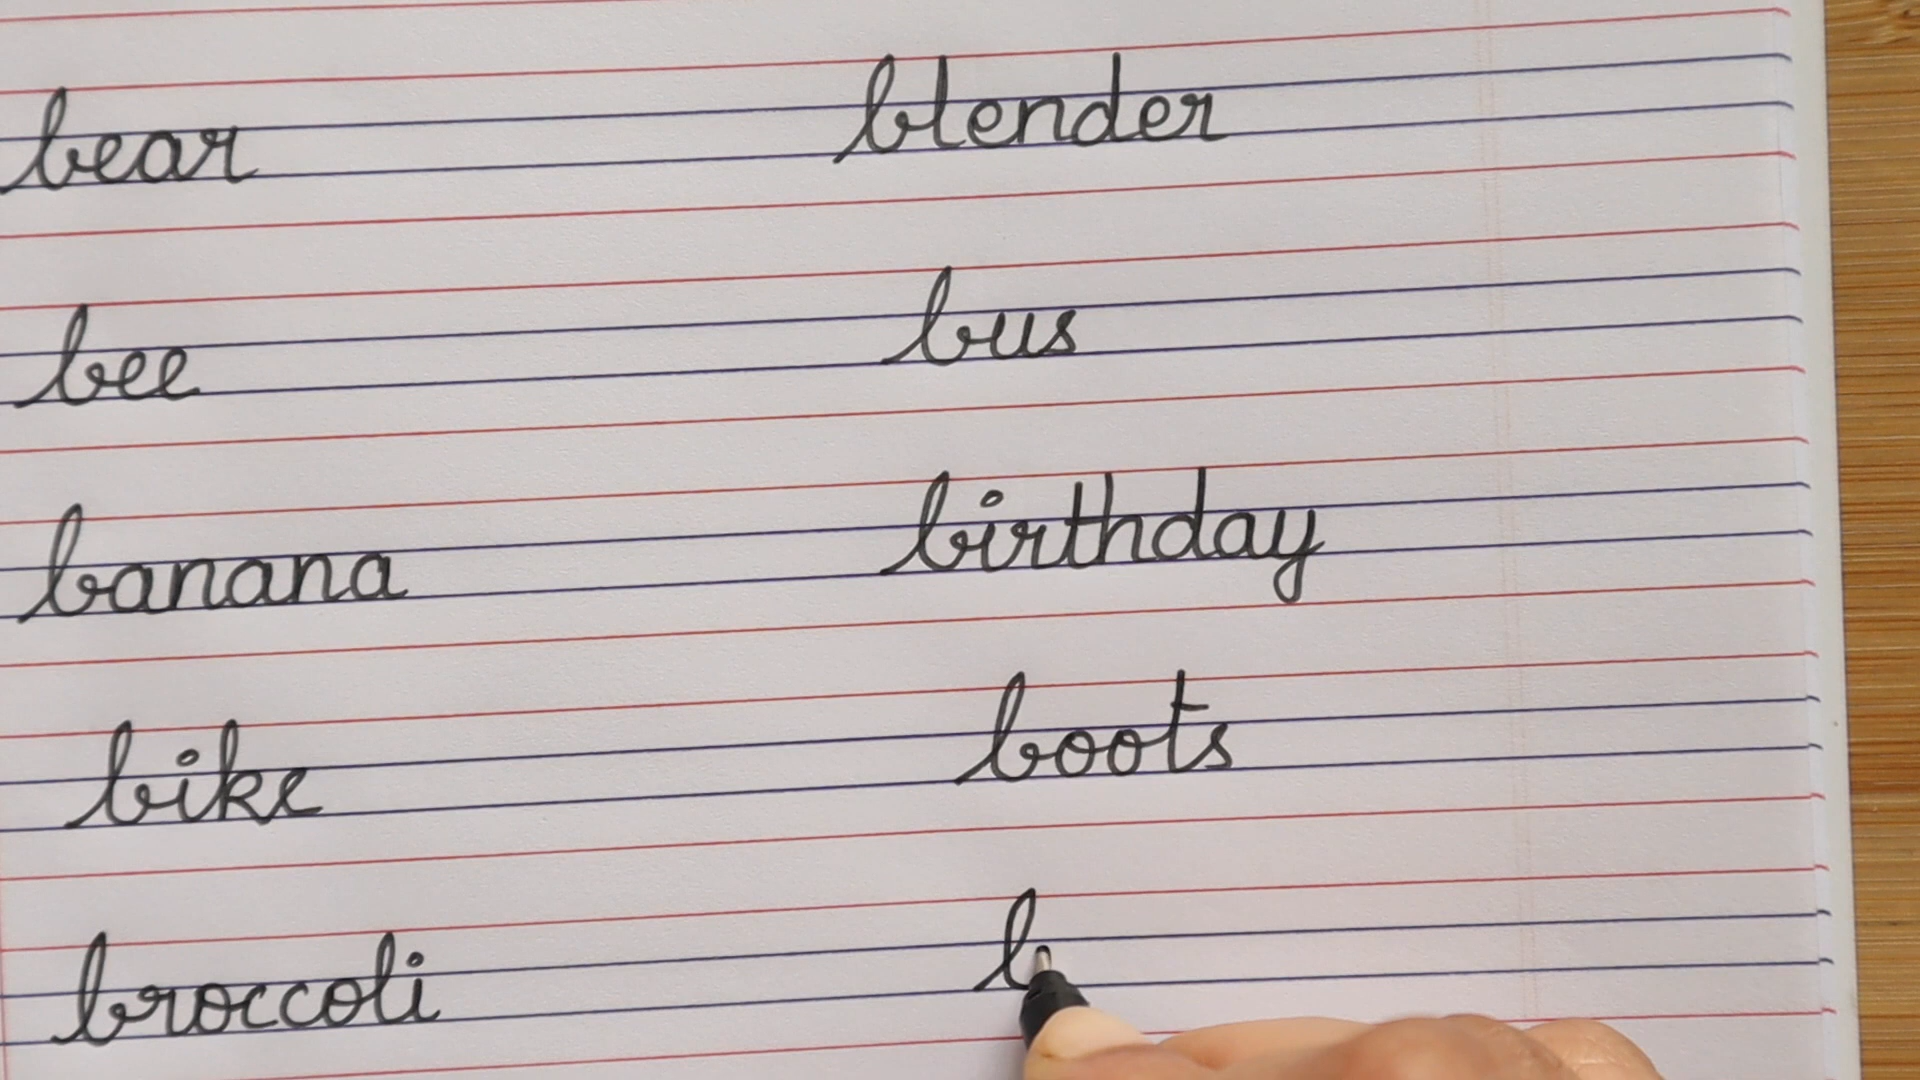 bear blender
bee bus
banana birthday
bike boots
broccoli b